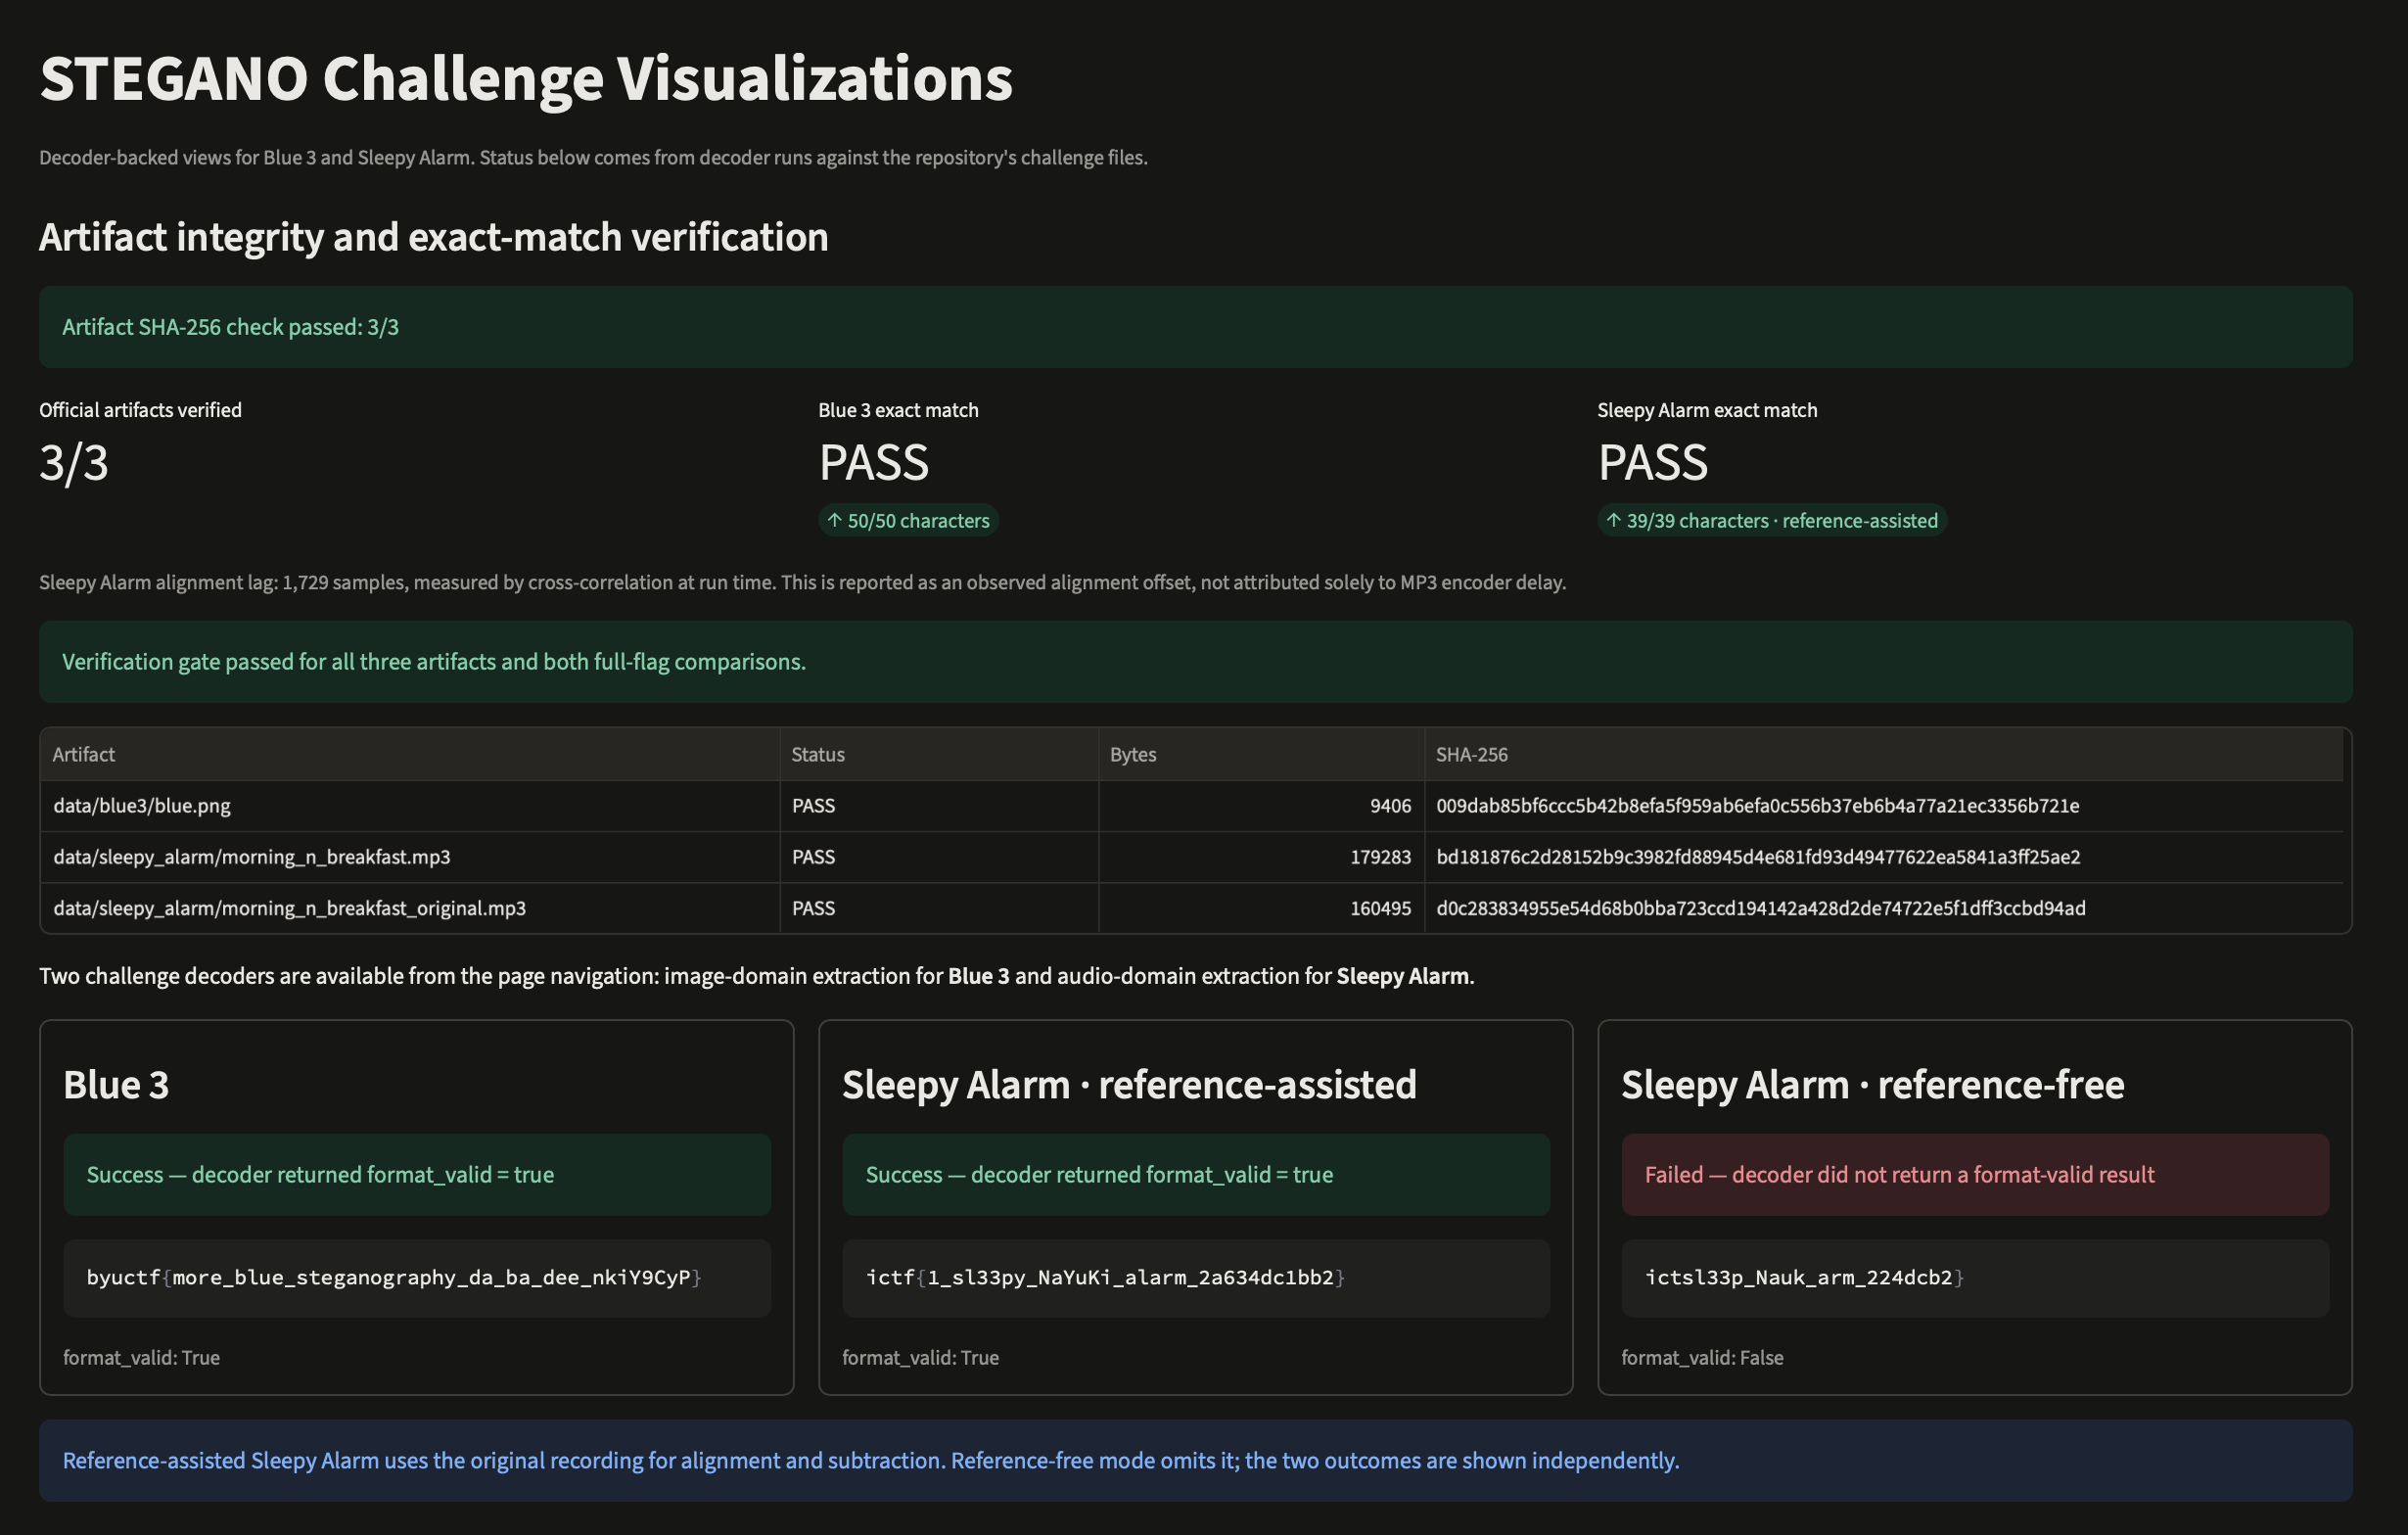 STEGANO Challenge Visualizations
Decoder-backed views for Blue 3 and Sleepy Alarm. Status below comes from decoder runs against the repository's challenge files.
Artifact integrity and exact-match verification
Artifact SHA-256 check passed: 3/3
Official artifacts verified
3/3
Blue 3 exact match
PASS
↑ 50/50 characters
Sleepy Alarm exact match
PASS
↑ 39/39 characters · reference-assisted
Sleepy Alarm alignment lag: 1,729 samples, measured by cross-correlation at run time. This is reported as an observed alignment offset, not attributed solely to MP3 encoder delay.
Verification gate passed for all three artifacts and both full-flag comparisons.
Artifact Status Bytes SHA-256
data/blue3/blue.png PASS 9406 009dab85bf6ccc5b42b8efa5f959ab6efa0c556b37eb6b4a77a21ec3356b721e
data/sleepy_alarm/morning_n_breakfast.mp3 PASS 179283 bd181876c2d28152b9c3982fd88945d4e681fd93d49477622ea5841a3ff25ae2
data/sleepy_alarm/morning_n_breakfast_original.mp3 PASS 160495 d0c283834955e54d68b0bba723ccd194142a428d2de74722e5f1dff3ccbd94ad
Two challenge decoders are available from the page navigation: image-domain extraction for Blue 3 and audio-domain extraction for Sleepy Alarm.
Blue 3
Success — decoder returned format_valid = true
byuctf{more_blue_steganography_da_ba_dee_nkiY9CyP}
format_valid: True
Sleepy Alarm · reference-assisted
Success — decoder returned format_valid = true
ictf{1_sl33py_NaYuKi_alarm_2a634dc1bb2}
format_valid: True
Sleepy Alarm · reference-free
Failed — decoder did not return a format-valid result
ictsl33p_Nauk_arm_224dcb2}
format_valid: False
Reference-assisted Sleepy Alarm uses the original recording for alignment and subtraction. Reference-free mode omits it; the two outcomes are shown independently.